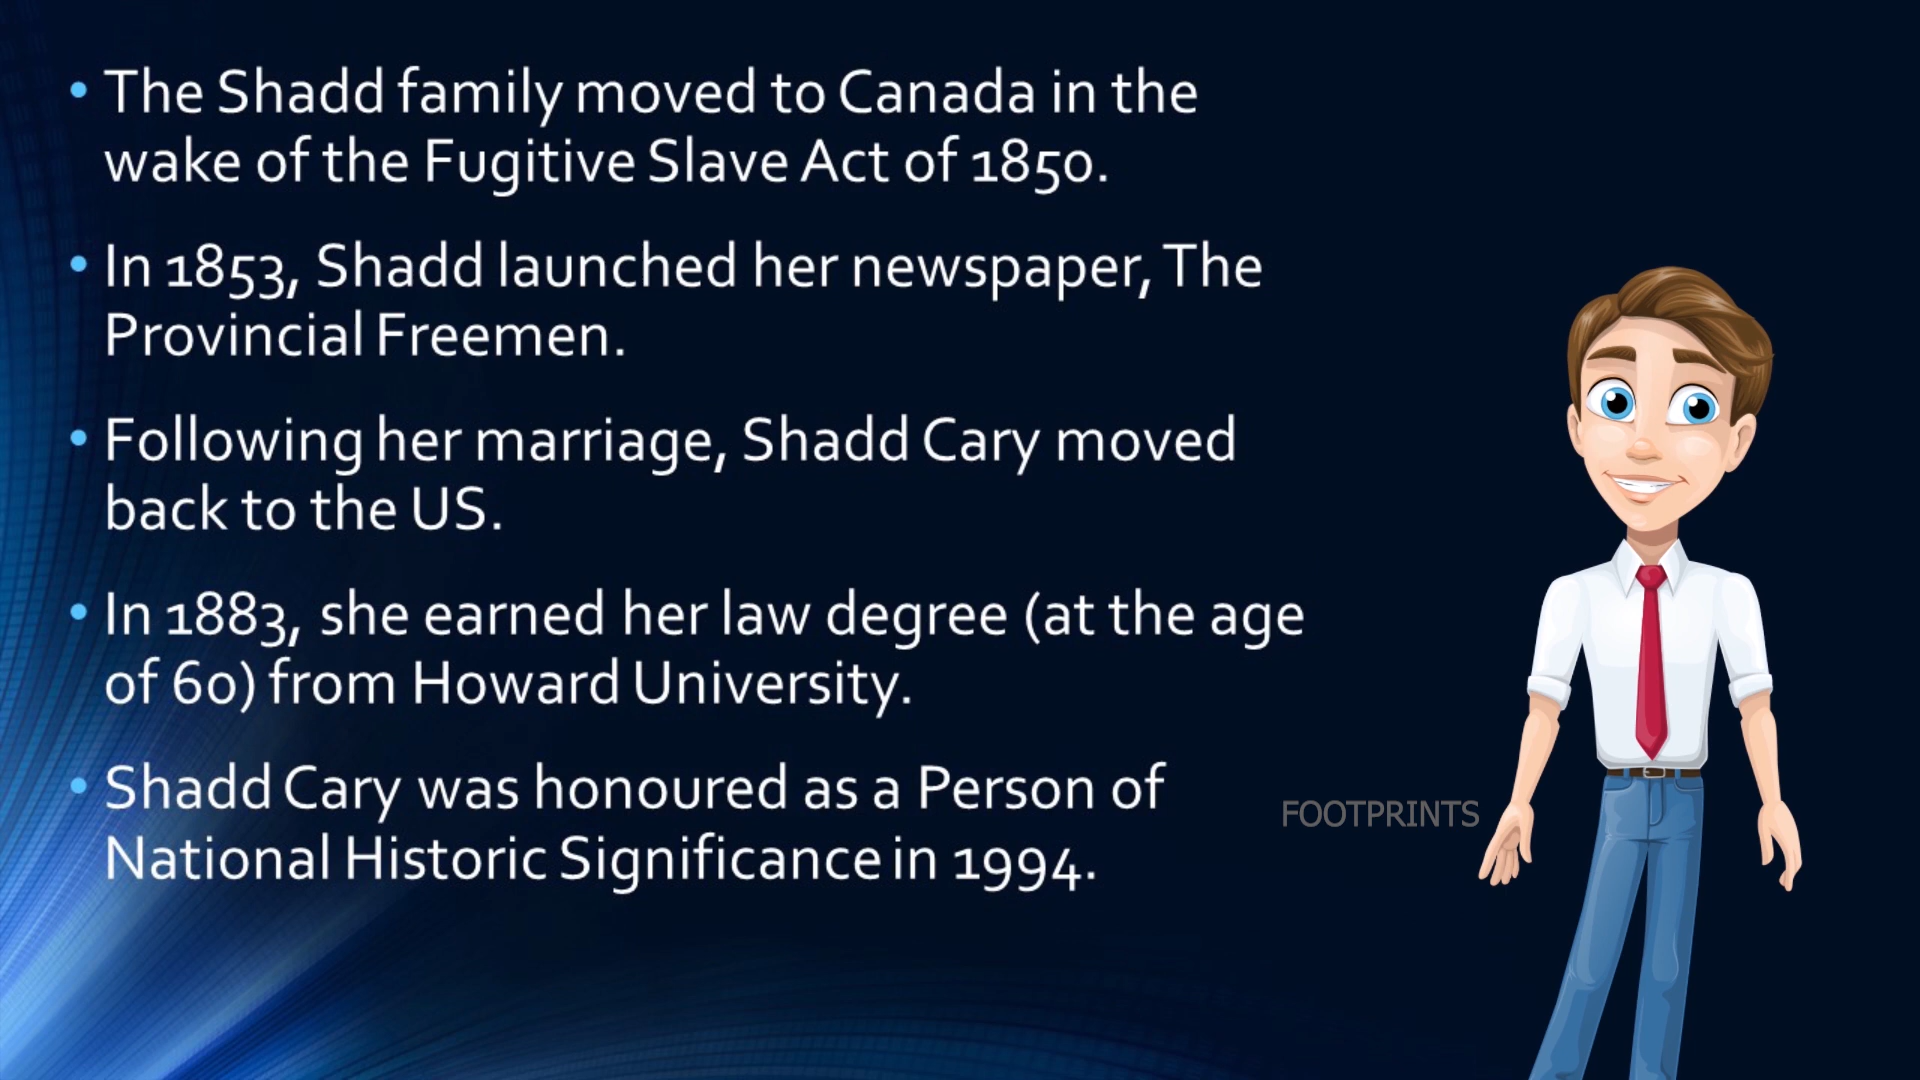 • The Shadd family moved to Canada in the
wake of the Fugitive Slave Act of 1850.
• In 1853, Shadd launched her newspaper, The
Provincial Freemen.
• Following her marriage, Shadd Cary moved
back to the US.
• In 1883, she earned her law degree (at the age
of 60) from Howard University.
• Shadd Cary was honoured as a Person of
National Historic Significance in 1994.
FOOTPRINTS